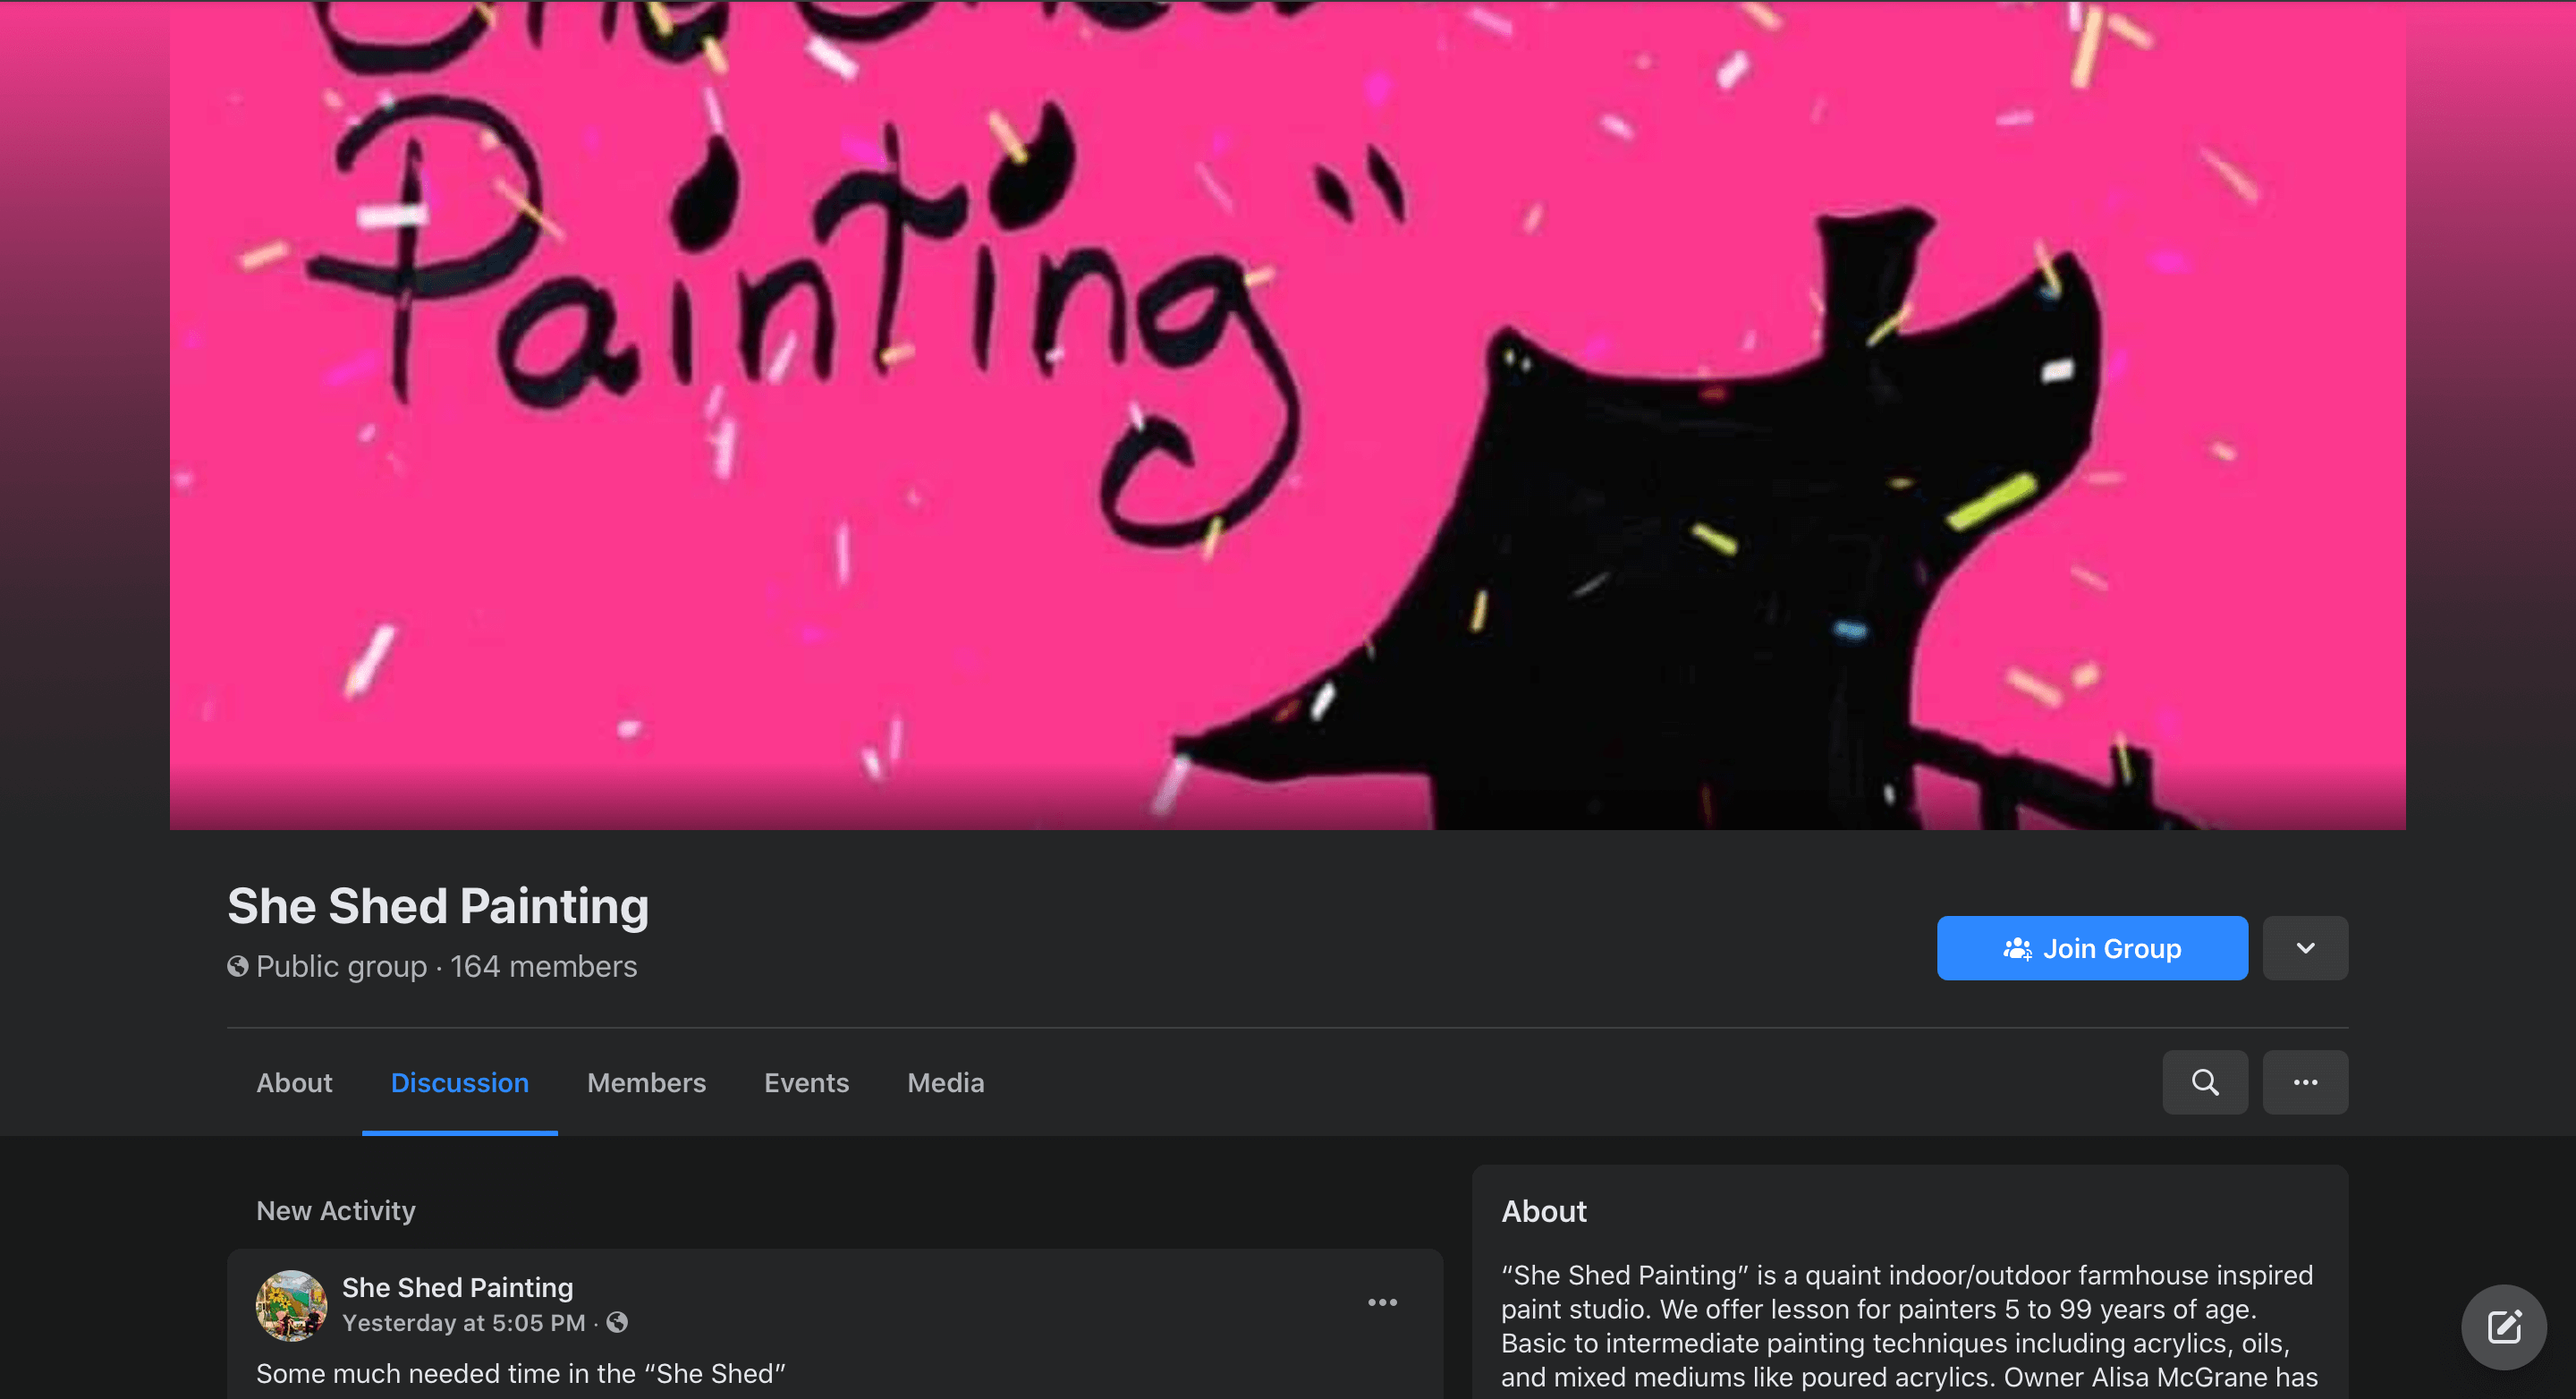 Painting"
She Shed Painting
Public group · 164 members
Join Group
About
Discussion
Members
Events
Media
New Activity
She Shed Painting
Yesterday at 5:05 PM ·
Some much needed time in the “She Shed”
About
“She Shed Painting” is a quaint indoor/outdoor farmhouse inspired
paint studio. We offer lesson for painters 5 to 99 years of age.
Basic to intermediate painting techniques including acrylics, oils,
and mixed mediums like poured acrylics. Owner Alisa McGrane has